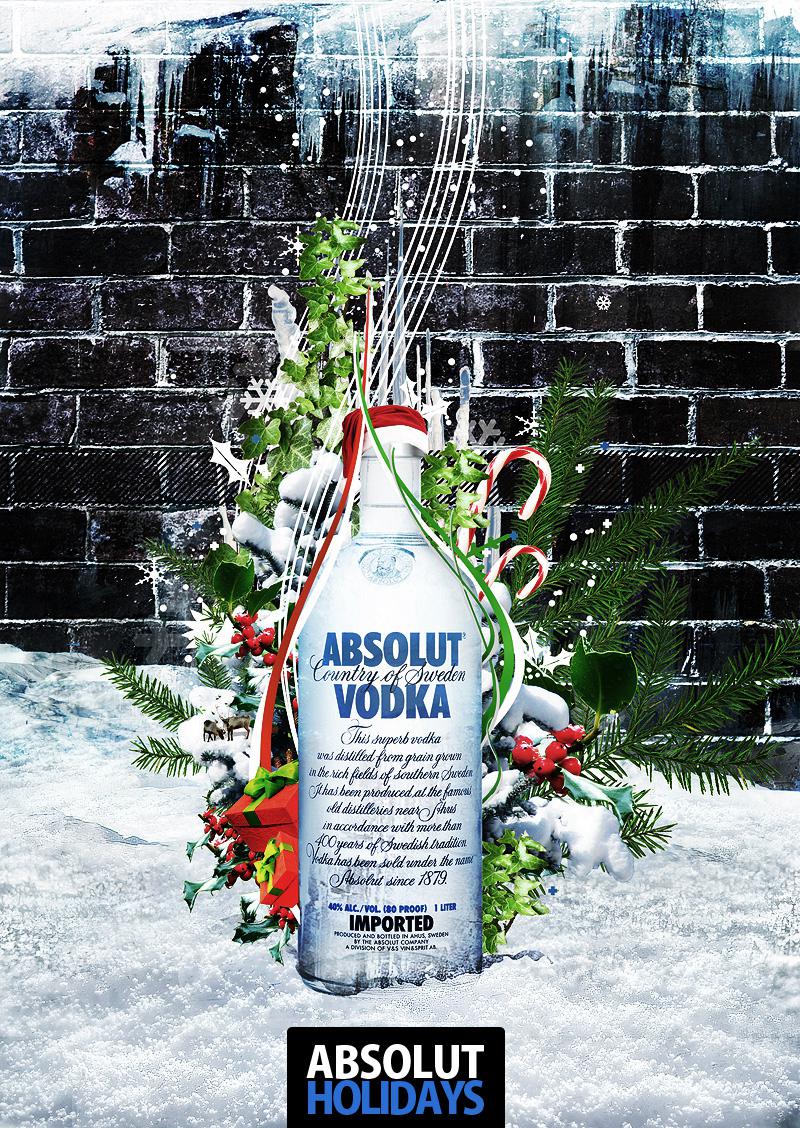 ABSOLUT
Country of Sweden
VODKA
This superb vodka
was distilled from grain grown
in the rich fields of southern Sweden.
It has been produced at the famous
old distilleries near Åhus
in accordance with more than
400 years of Swedish tradition.
Vodka has been sold under the name
Absolut since 1879.
40% ALC./VOL. (80 PROOF) 1 LITER
IMPORTED
PRODUCED AND BOTTLED IN AHUS, SWEDEN
BY THE ABSOLUT COMPANY
A DIVISION OF V&S VIN&SPRIT AB.
ABSOLUT
HOLIDAYS